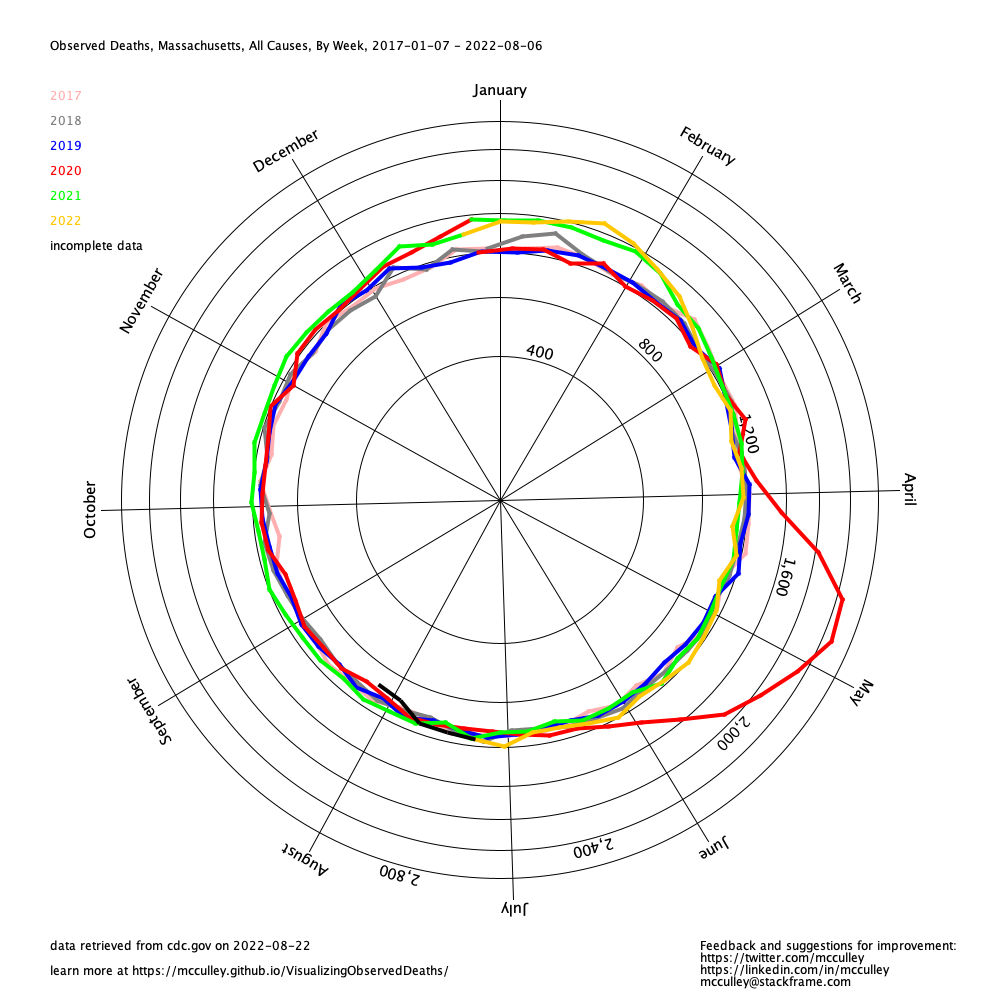 Observed Deaths, Massachusetts, All Causes, By Week, 2017-01-07 - 2022-08-06
January
2017
2018
2019
2020
2021
2022
incomplete data
December
February
November
March
400
800
1,200
October
April
1,600
September
May
2,000
August
June
2,400
2,800
July
data retrieved from cdc.gov on 2022-08-22
learn more at https://mcculley.github.io/VisualizingObservedDeaths/
Feedback and suggestions for improvement:
https://twitter.com/mcculley
https://linkedin.com/in/mcculley
mcculley@stackframe.com